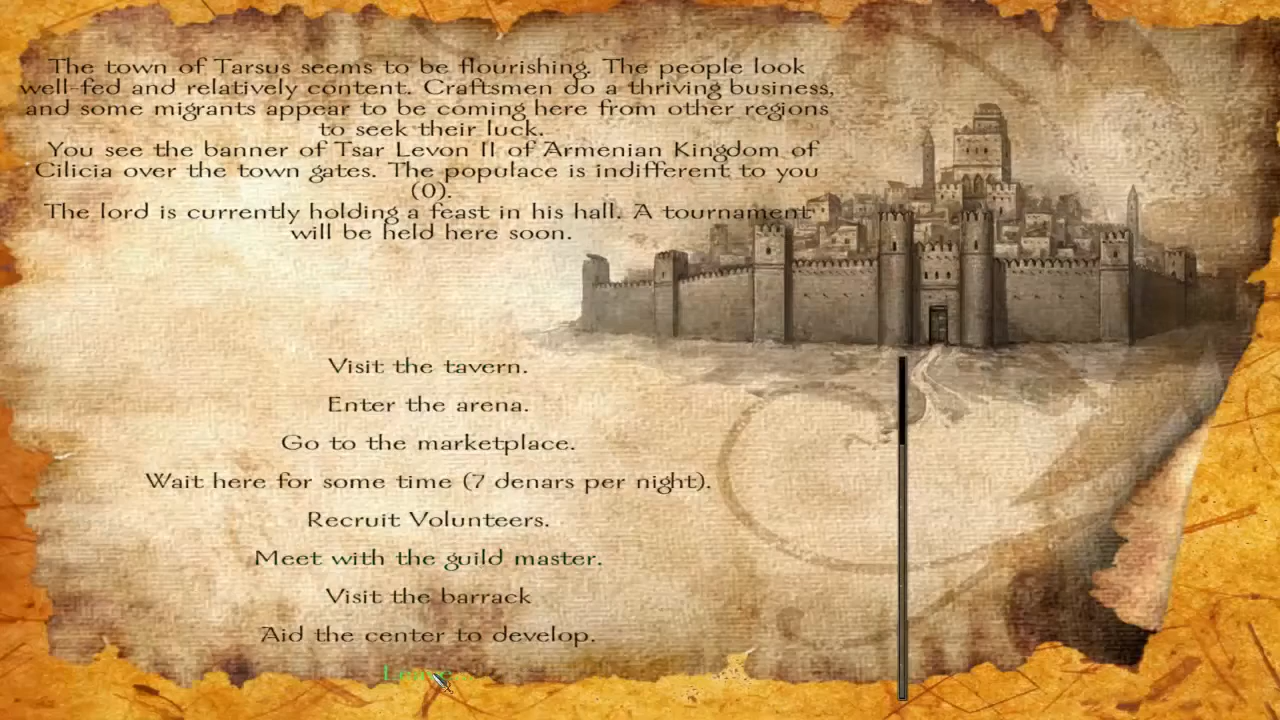 The town of Tarsus seems to be flourishing. The people look
well-fed and relatively content. Craftsmen do a thriving business,
and some migrants appear to be coming here from other regions
to seek their luck.
You see the banner of Tsar Levon II of Armenian Kingdom of
Cilicia over the town gates. The populace is indifferent to you
(0).
The lord is currently holding a feast in his hall. A tournament
will be held here soon.
Visit the tavern.
Enter the arena.
Go to the marketplace.
Wait here for some time (7 denars per night).
Recruit Volunteers.
Meet with the guild master.
Visit the barrack
Aid the center to develop.
Leave...